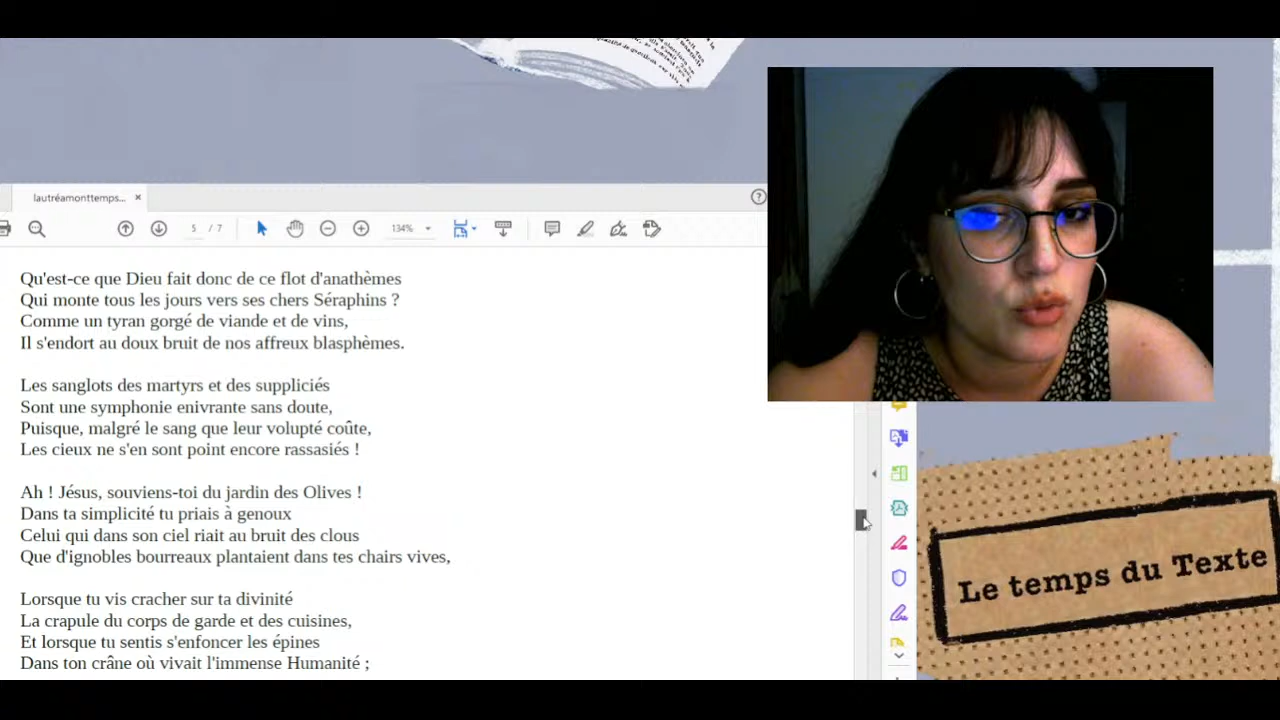 lautréamonttemps...
5 / 7
134%
Qu'est-ce que Dieu fait donc de ce flot d'anathèmes
Qui monte tous les jours vers ses chers Séraphins ?
Comme un tyran gorgé de viande et de vins,
Il s'endort au doux bruit de nos affreux blasphèmes.
Les sanglots des martyrs et des suppliciés
Sont une symphonie enivrante sans doute,
Puisque, malgré le sang que leur volupté coûte,
Les cieux ne s'en sont point encore rassasiés !
Ah ! Jésus, souviens-toi du jardin des Olives !
Dans ta simplicité tu priais à genoux
Celui qui dans son ciel riait au bruit des clous
Que d'ignobles bourreaux plantaient dans tes chairs vives,
Lorsque tu vis cracher sur ta divinité
La crapule du corps de garde et des cuisines,
Et lorsque tu sentis s'enfoncer les épines
Dans ton crâne où vivait l'immense Humanité ;
Le temps du Texte